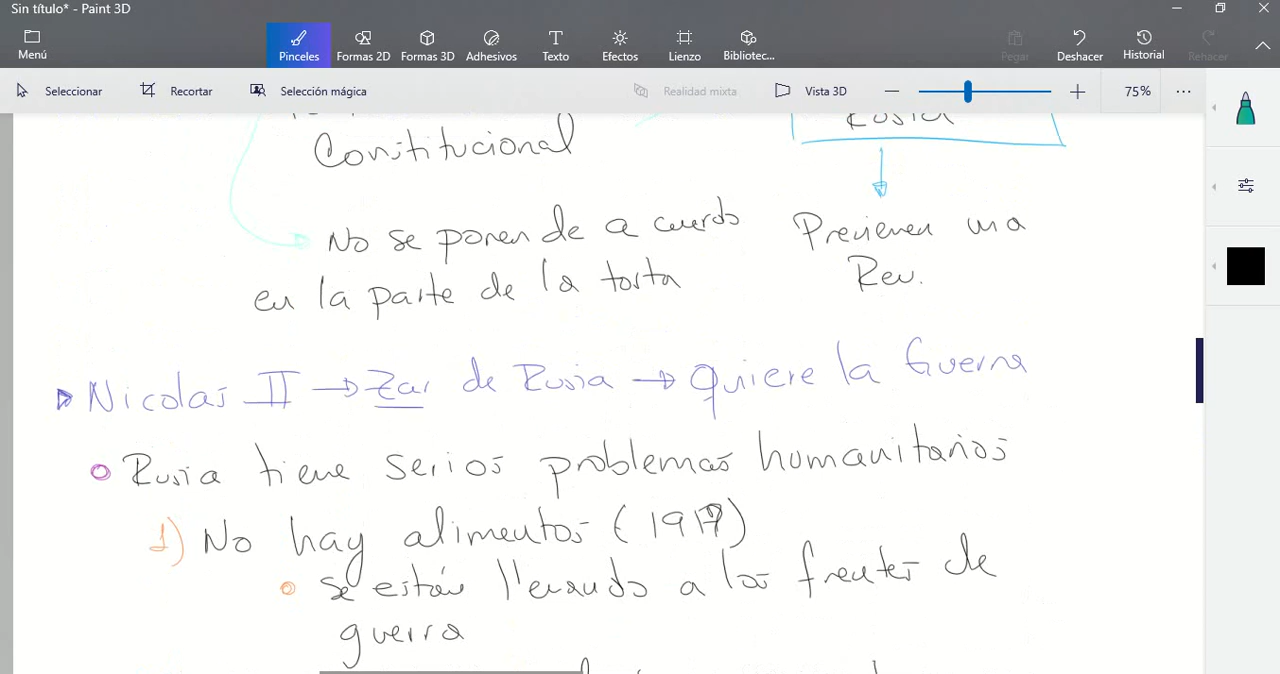 Sin título* - Paint 3D
Menú
Pinceles
Formas 2D
Formas 3D
Adhesivos
Texto
Efectos
Lienzo
Bibliotec...
Pegar
Deshacer
Historial
Rehacer
Seleccionar
Recortar
Selección mágica
Realidad mixta
Vista 3D
75%
Constitucional
Rusia
No se ponen de acuerdo
en la parte de la torta
Previenen una
Rev.
Nicolas II → Zar de Rusia → Quiere la Guerra
Rusia tiene serios problemas humanitarios
1) No hay alimentos (1917)
Se están llevando a los frentes de
guerra